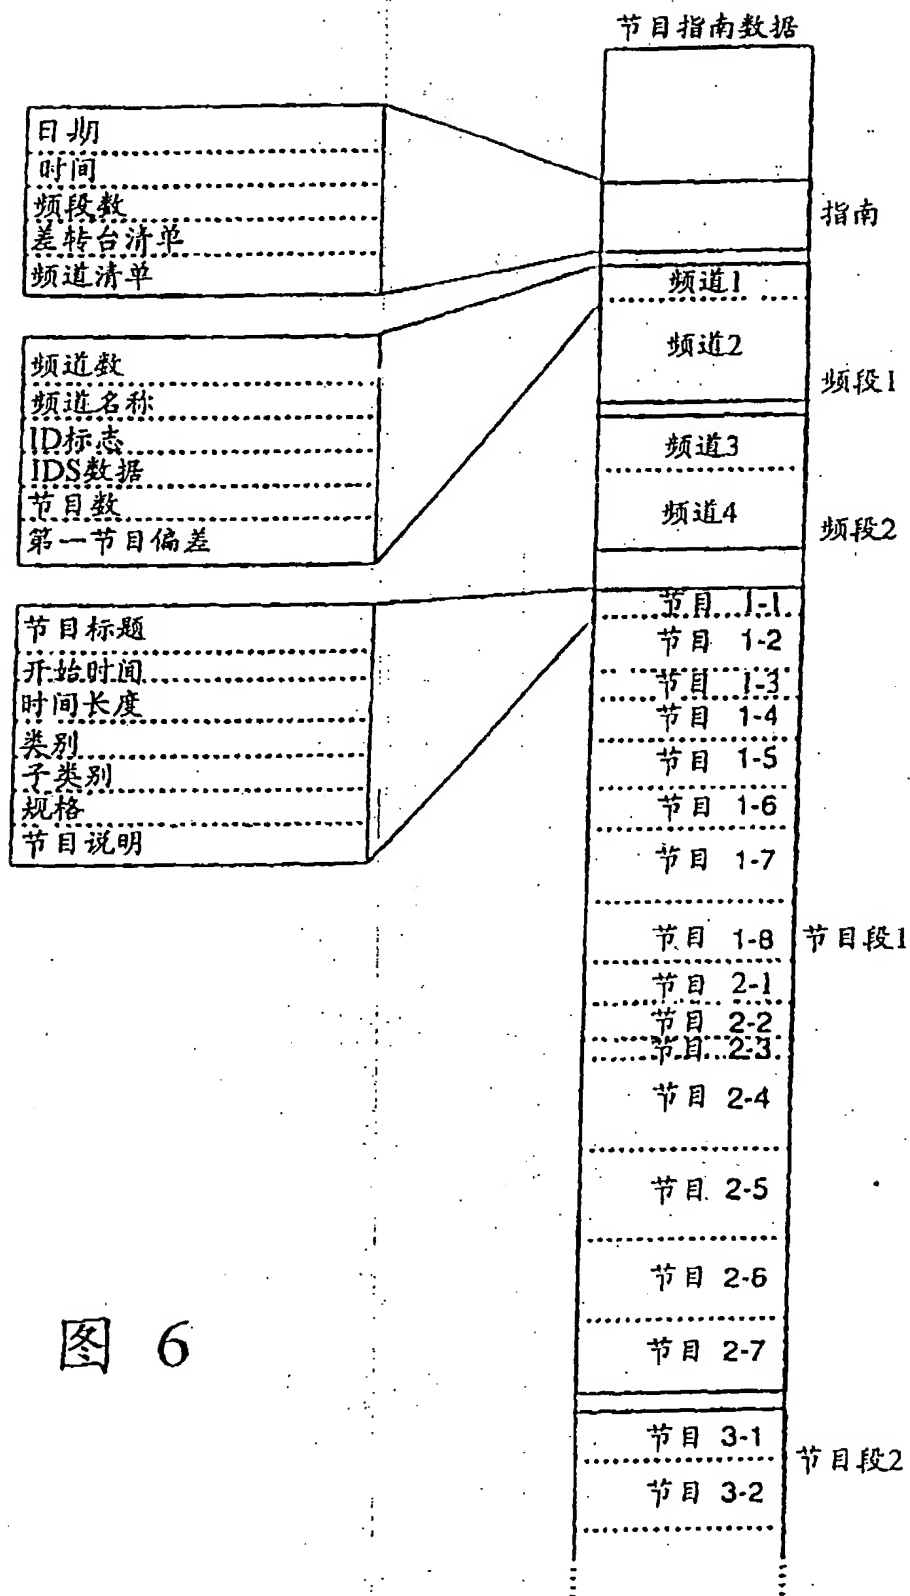 节目指南数据
日期
时间
频段数
差转台清单
频道清单
指南
频道1
频道2
频段1
频道数
频道名称
ID标志
IDS数据
节目数
第一节目偏差
频道3
频道4
频段2
节目标题
开始时间
时间长度
类别
子类别
规格
节目说明
节目 1-1
节目 1-2
节目 1-3
节目 1-4
节目 1-5
节目 1-6
节目 1-7
节目 1-8
节目段1
节目 2-1
节目 2-2
节目 2-3
节目 2-4
节目 2-5
节目 2-6
节目 2-7
节目 3-1
节目段2
节目 3-2
图 6